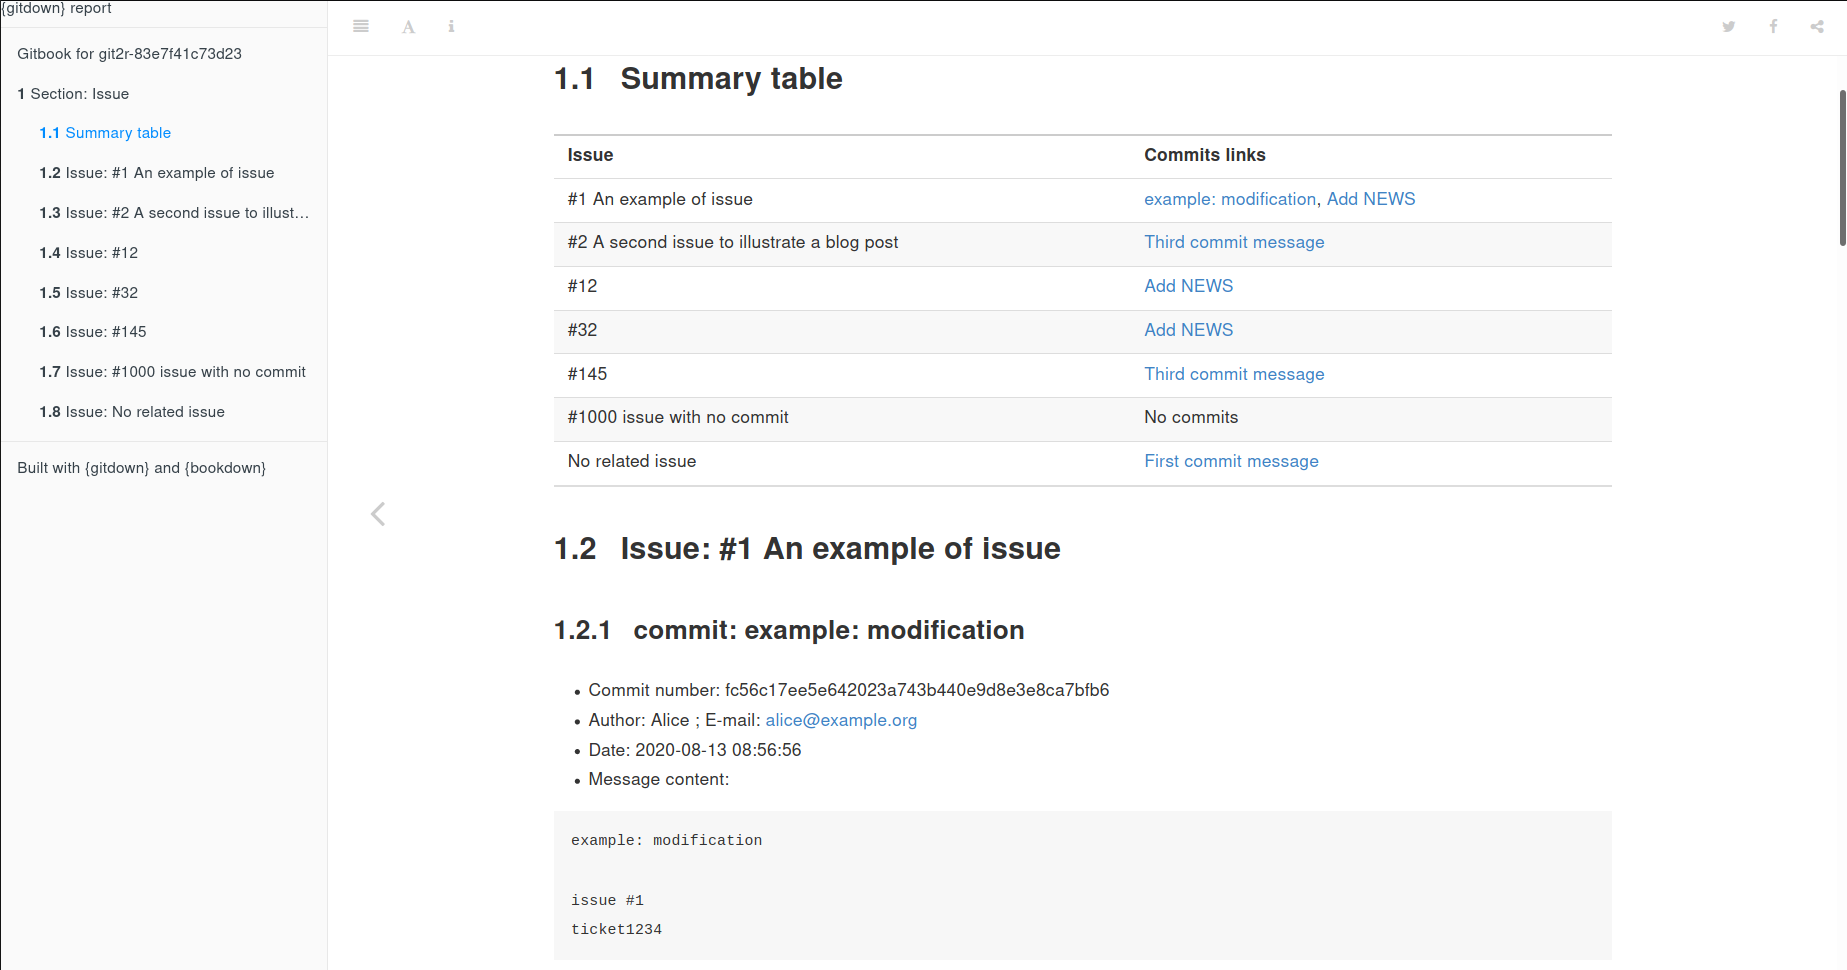 {gitdown} report
Gitbook for git2r-83e7f41c73d23
1 Section: Issue
1.1 Summary table
1.2 Issue: #1 An example of issue
1.3 Issue: #2 A second issue to illust…
1.4 Issue: #12
1.5 Issue: #32
1.6 Issue: #145
1.7 Issue: #1000 issue with no commit
1.8 Issue: No related issue
Built with {gitdown} and {bookdown}
1.1 Summary table
Issue Commits links
#1 An example of issue example: modification, Add NEWS
#2 A second issue to illustrate a blog post Third commit message
#12 Add NEWS
#32 Add NEWS
#145 Third commit message
#1000 issue with no commit No commits
No related issue First commit message
1.2 Issue: #1 An example of issue
1.2.1 commit: example: modification
• Commit number: fc56c17ee5e642023a743b440e9d8e3e8ca7bfb6
• Author: Alice ; E-mail: alice@example.org
• Date: 2020-08-13 08:56:56
• Message content:
example: modification
issue #1
ticket1234